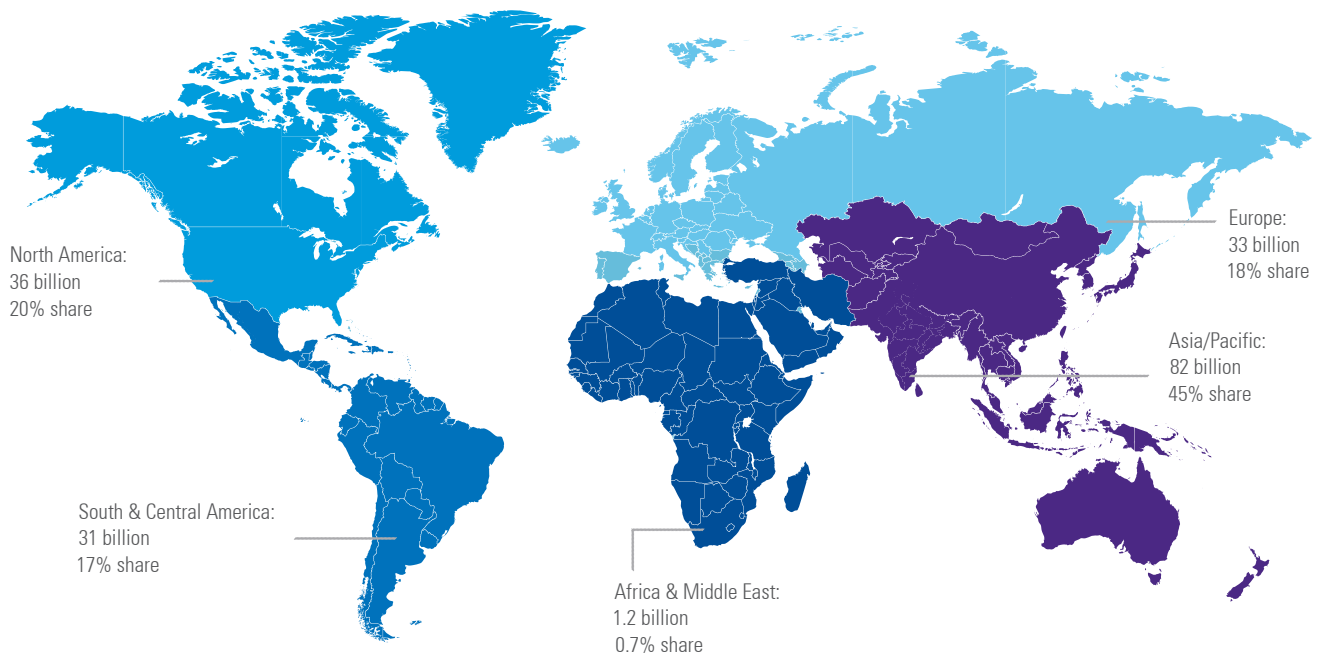 North America:
36 billion
20% share
Europe:
33 billion
18% share
Asia/Pacific:
82 billion
45% share
South & Central America:
31 billion
17% share
Africa & Middle East:
1.2 billion
0.7% share